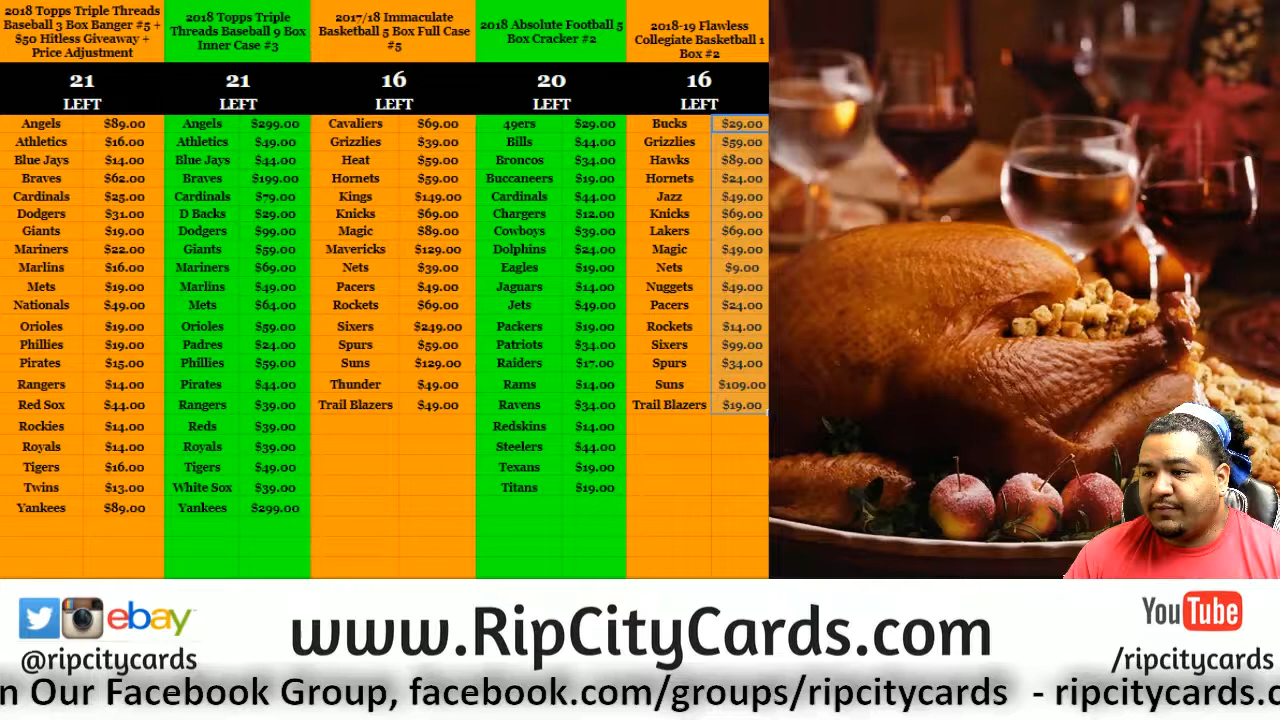 2018 Topps Triple Threads
Baseball 3 Box Banger #5 +
$50 Hitless Giveaway +
Price Adjustment
21
LEFT
Angels $89.00
Athletics $16.00
Blue Jays $14.00
Braves $62.00
Cardinals $25.00
Dodgers $31.00
Giants $19.00
Mariners $22.00
Marlins $16.00
Mets $19.00
Nationals $49.00
Orioles $19.00
Phillies $19.00
Pirates $15.00
Rangers $14.00
Red Sox $44.00
Rockies $14.00
Royals $14.00
Tigers $16.00
Twins $13.00
Yankees $89.00
2018 Topps Triple
Threads Baseball 9 Box
Inner Case #3
21
LEFT
Angels $299.00
Athletics $49.00
Blue Jays $44.00
Braves $199.00
Cardinals $79.00
D Backs $29.00
Dodgers $99.00
Giants $59.00
Mariners $69.00
Marlins $49.00
Mets $64.00
Orioles $59.00
Padres $24.00
Phillies $59.00
Pirates $44.00
Rangers $39.00
Reds $39.00
Royals $39.00
Tigers $49.00
White Sox $39.00
Yankees $299.00
2017/18 Immaculate
Basketball 5 Box Full Case
#5
16
LEFT
Cavaliers $69.00
Grizzlies $39.00
Heat $59.00
Hornets $59.00
Kings $149.00
Knicks $69.00
Magic $89.00
Mavericks $129.00
Nets $39.00
Pacers $49.00
Rockets $69.00
Sixers $249.00
Spurs $59.00
Suns $129.00
Thunder $49.00
Trail Blazers $49.00
2018 Absolute Football 5
Box Cracker #2
20
LEFT
49ers $29.00
Bills $44.00
Broncos $34.00
Buccaneers $19.00
Cardinals $44.00
Chargers $12.00
Cowboys $39.00
Dolphins $24.00
Eagles $19.00
Jaguars $14.00
Jets $49.00
Packers $19.00
Patriots $34.00
Raiders $17.00
Rams $14.00
Ravens $34.00
Redskins $14.00
Steelers $44.00
Texans $19.00
Titans $19.00
2018-19 Flawless
Collegiate Basketball 1
Box #2
16
LEFT
Bucks $29.00
Grizzlies $59.00
Hawks $89.00
Hornets $24.00
Jazz $49.00
Knicks $69.00
Lakers $69.00
Magic $49.00
Nets $9.00
Nuggets $49.00
Pacers $24.00
Rockets $14.00
Sixers $99.00
Spurs $34.00
Suns $109.00
Trail Blazers $19.00
ebay
@ripcitycards
www.RipCityCards.com
YouTube
/ripcitycards
n Our Facebook Group, facebook.com/groups/ripcitycards - ripcitycards.c